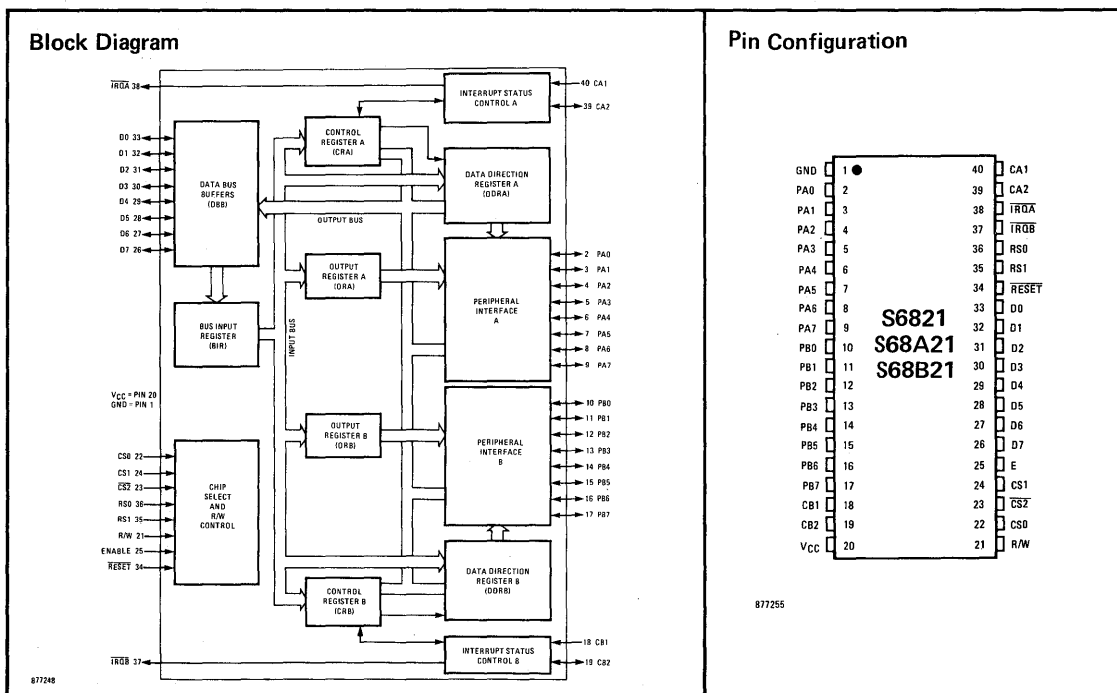 Block Diagram
IRQA 38
40 CA1
39 CA2
INTERRUPT STATUS
CONTROL A
CONTROL
REGISTER A
(CRA)
D0 33
D1 32
D2 31
D3 30
D4 29
D5 28
D6 27
D7 26
DATA BUS
BUFFERS
(DBB)
DATA DIRECTION
REGISTER A
(DDRA)
OUTPUT BUS
OUTPUT
REGISTER A
(ORA)
PERIPHERAL
INTERFACE
A
2 PA0
3 PA1
4 PA2
5 PA3
6 PA4
7 PA5
8 PA6
9 PA7
BUS INPUT
REGISTER
(BIR)
INPUT BUS
VCC = PIN 20
GND = PIN 1
OUTPUT
REGISTER B
(ORB)
PERIPHERAL
INTERFACE
B
10 PB0
11 PB1
12 PB2
13 PB3
14 PB4
15 PB5
16 PB6
17 PB7
CS0 22
CS1 24
CS2 23
RS0 36
RS1 35
R/W 21
ENABLE 25
RESET 34
CHIP
SELECT
AND
R/W
CONTROL
DATA DIRECTION
REGISTER B
(DDRB)
CONTROL
REGISTER B
(CRB)
INTERRUPT STATUS
CONTROL B
18 CB1
19 CB2
IRQB 37
877248
Pin Configuration
GND 1 40 CA1
PA0 2 39 CA2
PA1 3 38 IRQA
PA2 4 37 IRQB
PA3 5 36 RS0
PA4 6 35 RS1
PA5 7 34 RESET
PA6 8 33 D0
PA7 9 32 D1
PB0 10 31 D2
PB1 11 30 D3
PB2 12 29 D4
PB3 13 28 D5
PB4 14 27 D6
PB5 15 26 D7
PB6 16 25 E
PB7 17 24 CS1
CB1 18 23 CS2
CB2 19 22 CS0
VCC 20 21 R/W
S6821
S68A21
S68B21
877255